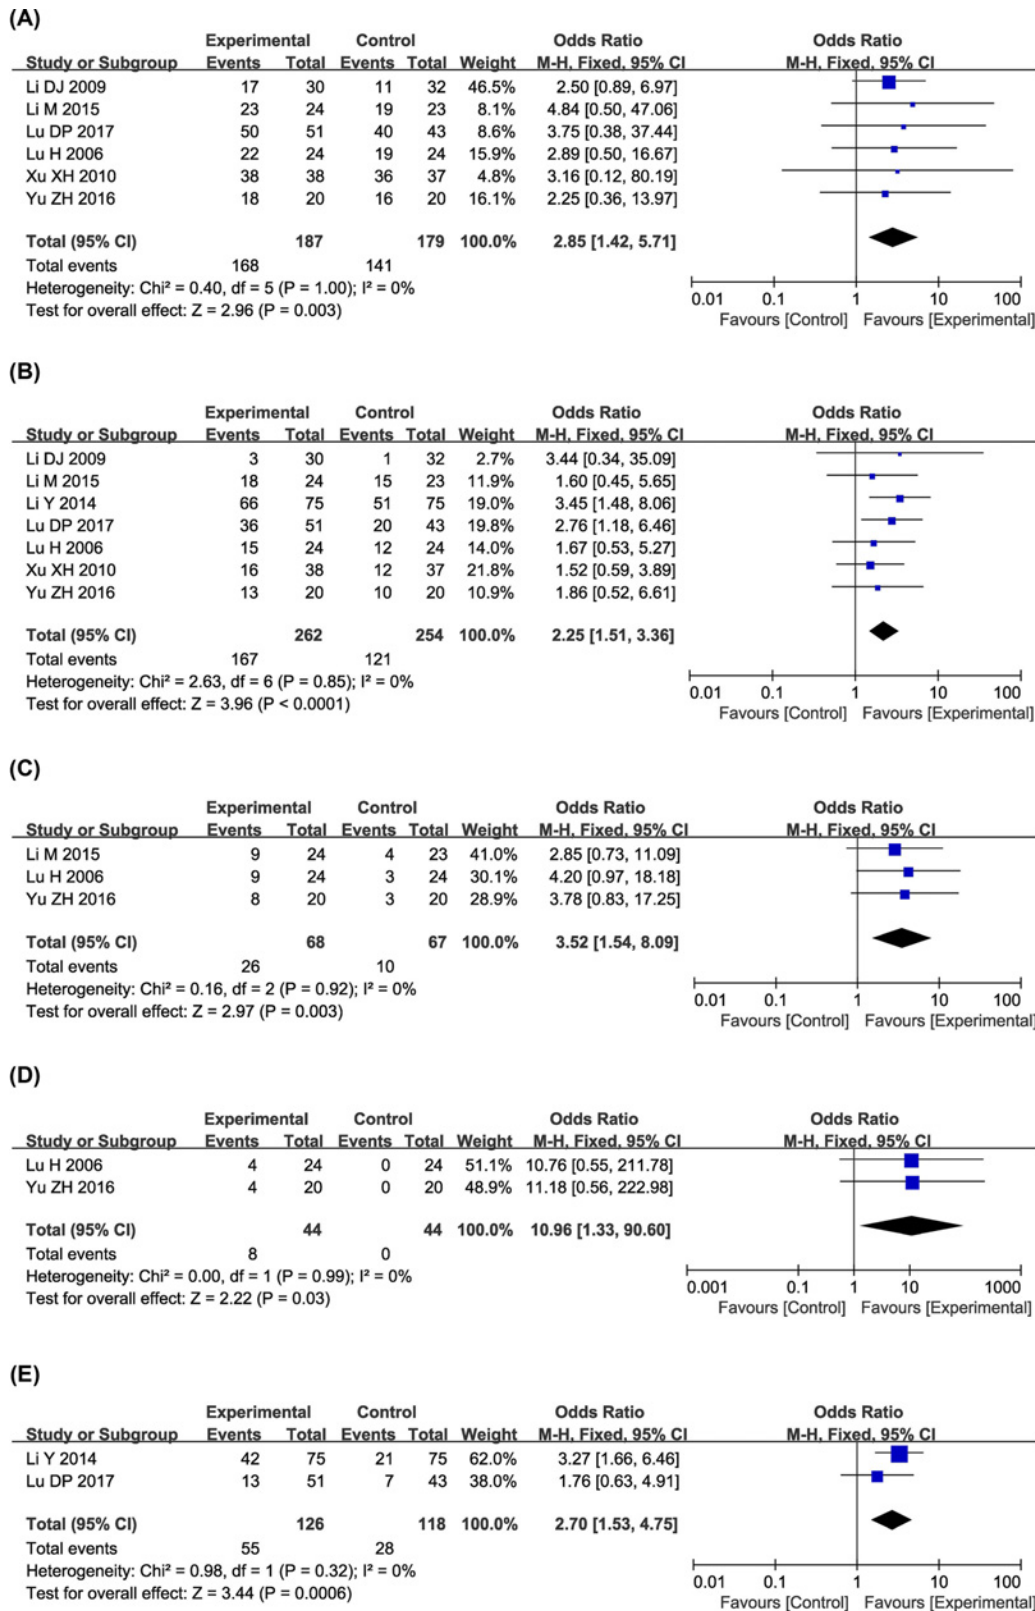 (A)
Experimental Control Odds Ratio Odds Ratio
Study or Subgroup Events Total Events Total Weight M-H, Fixed, 95% CI M-H, Fixed, 95% CI
Li DJ 2009 17 30 11 32 46.5% 2.50 [0.89, 6.97]
Li M 2015 23 24 19 23 8.1% 4.84 [0.50, 47.06]
Lu DP 2017 50 51 40 43 8.6% 3.75 [0.38, 37.44]
Lu H 2006 22 24 19 24 15.9% 2.89 [0.50, 16.67]
Xu XH 2010 38 38 36 37 4.8% 3.16 [0.12, 80.19]
Yu ZH 2016 18 20 16 20 16.1% 2.25 [0.36, 13.97]
Total (95% CI) 187 179 100.0% 2.85 [1.42, 5.71]
Total events 168 141
Heterogeneity: Chi² = 0.40, df = 5 (P = 1.00); I² = 0%
Test for overall effect: Z = 2.96 (P = 0.003)
0.01 0.1 1 10 100
Favours [Control] Favours [Experimental]
(B)
Experimental Control Odds Ratio Odds Ratio
Study or Subgroup Events Total Events Total Weight M-H, Fixed, 95% CI M-H, Fixed, 95% CI
Li DJ 2009 3 30 1 32 2.7% 3.44 [0.34, 35.09]
Li M 2015 18 24 15 23 11.9% 1.60 [0.45, 5.65]
Li Y 2014 66 75 51 75 19.0% 3.45 [1.48, 8.06]
Lu DP 2017 36 51 20 43 19.8% 2.76 [1.18, 6.46]
Lu H 2006 15 24 12 24 14.0% 1.67 [0.53, 5.27]
Xu XH 2010 16 38 12 37 21.8% 1.52 [0.59, 3.89]
Yu ZH 2016 13 20 10 20 10.9% 1.86 [0.52, 6.61]
Total (95% CI) 262 254 100.0% 2.25 [1.51, 3.36]
Total events 167 121
Heterogeneity: Chi² = 2.63, df = 6 (P = 0.85); I² = 0%
Test for overall effect: Z = 3.96 (P < 0.0001)
0.01 0.1 1 10 100
Favours [Control] Favours [Experimental]
(C)
Experimental Control Odds Ratio Odds Ratio
Study or Subgroup Events Total Events Total Weight M-H, Fixed, 95% CI M-H, Fixed, 95% CI
Li M 2015 9 24 4 23 41.0% 2.85 [0.73, 11.09]
Lu H 2006 9 24 3 24 30.1% 4.20 [0.97, 18.18]
Yu ZH 2016 8 20 3 20 28.9% 3.78 [0.83, 17.25]
Total (95% CI) 68 67 100.0% 3.52 [1.54, 8.09]
Total events 26 10
Heterogeneity: Chi² = 0.16, df = 2 (P = 0.92); I² = 0%
Test for overall effect: Z = 2.97 (P = 0.003)
0.01 0.1 1 10 100
Favours [Control] Favours [Experimental]
(D)
Experimental Control Odds Ratio Odds Ratio
Study or Subgroup Events Total Events Total Weight M-H, Fixed, 95% CI M-H, Fixed, 95% CI
Lu H 2006 4 24 0 24 51.1% 10.76 [0.55, 211.78]
Yu ZH 2016 4 20 0 20 48.9% 11.18 [0.56, 222.98]
Total (95% CI) 44 44 100.0% 10.96 [1.33, 90.60]
Total events 8 0
Heterogeneity: Chi² = 0.00, df = 1 (P = 0.99); I² = 0%
Test for overall effect: Z = 2.22 (P = 0.03)
0.001 0.1 1 10 1000
Favours [Control] Favours [Experimental]
(E)
Experimental Control Odds Ratio Odds Ratio
Study or Subgroup Events Total Events Total Weight M-H, Fixed, 95% CI M-H, Fixed, 95% CI
Li Y 2014 42 75 21 75 62.0% 3.27 [1.66, 6.46]
Lu DP 2017 13 51 7 43 38.0% 1.76 [0.63, 4.91]
Total (95% CI) 126 118 100.0% 2.70 [1.53, 4.75]
Total events 55 28
Heterogeneity: Chi² = 0.98, df = 1 (P = 0.32); I² = 0%
Test for overall effect: Z = 3.44 (P = 0.0006)
0.01 0.1 1 10 100
Favours [Control] Favours [Experimental]